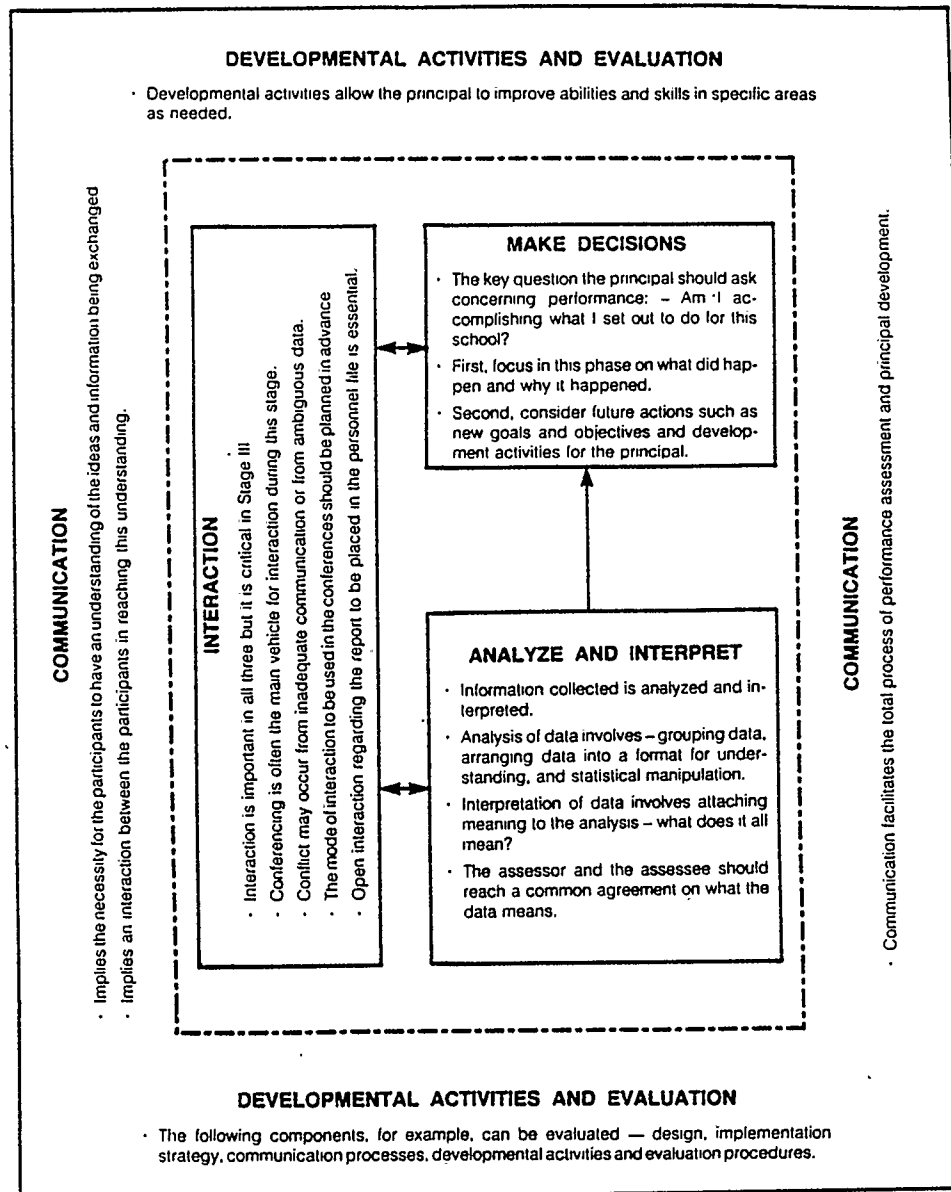 DEVELOPMENTAL ACTIVITIES AND EVALUATION
· Developmental activities allow the principal to improve abilities and skills in specific areas
as needed.
COMMUNICATION
· Implies the necessity for the participants to have an understanding of the ideas and information being exchanged
· Implies an interaction between the participants in reaching this understanding.
INTERACTION
· Interaction is important in all three but it is critical in Stage III
· Conferencing is often the main vehicle for interaction during this stage.
· Conflict may occur from inadequate communication or from ambiguous data.
· The mode of interaction to be used in the conferences should be planned in advance
· Open interaction regarding the report to be placed in the personnel file is essential.
MAKE DECISIONS
· The key question the principal should ask
concerning performance: – Am I ac-
complishing what I set out to do for this
school?
· First, focus in this phase on what did hap-
pen and why it happened.
· Second, consider future actions such as
new goals and objectives and develop-
ment activities for the principal.
ANALYZE AND INTERPRET
· Information collected is analyzed and in-
terpreted.
· Analysis of data involves – grouping data,
arranging data into a format for under-
standing, and statistical manipulation.
· Interpretation of data involves attaching
meaning to the analysis – what does it all
mean?
· The assessor and the assessee should
reach a common agreement on what the
data means.
COMMUNICATION
· Communication facilitates the total process of performance assessment and principal development.
DEVELOPMENTAL ACTIVITIES AND EVALUATION
· The following components, for example, can be evaluated — design, implementation
strategy, communication processes, developmental activities and evaluation procedures.